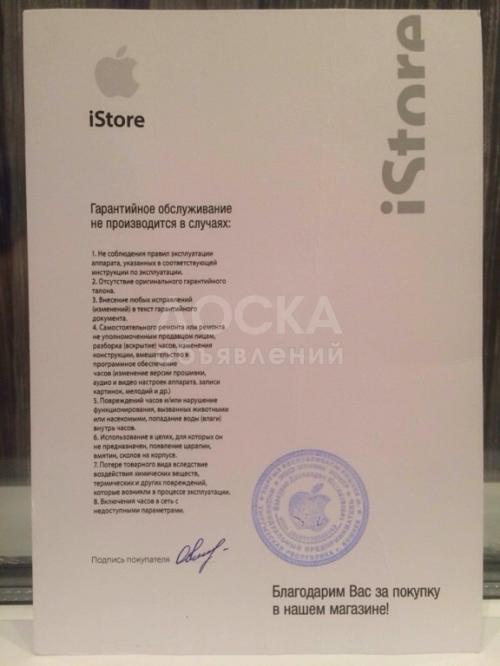 iStore
iStore
Гарантийное обслуживание
не производится в случаях:
1. Не соблюдения правил эксплуатации
аппарата, указанных в соответствующей
инструкции по эксплуатации.
2. Отсутствие оригинального гарантийного
талона.
3. Внесение любых исправлений
(изменений) в текст гарантийного
документа.
4. Самостоятельного ремонта или ремонта
не уполномоченным продавцом лицам,
разборка (вскрытие) часов, изменения
конструкции, вмешательство в
программное обеспечение
часов (изменение версии прошивки,
аудио и видео настроек аппарата, записи
картинок, мелодий и др.)
5. Повреждений часов и/или нарушение
функционирования, вызванных животными
или насекомыми, попадание воды (влаги)
внутрь часов.
6. Использование в целях, для которых он
не предназначен, появление царапин,
вмятин, сколов на корпусе.
7. Потере товарного вида вследствие
воздействия химических веществ,
термических и других повреждений,
которые возникли в процессе эксплуатации.
8. Включения часов в сеть с
недоступными параметрами.
Подпись покупателя
Благодарим Вас за покупку
в нашем магазине!
ДОСКА
объявлений